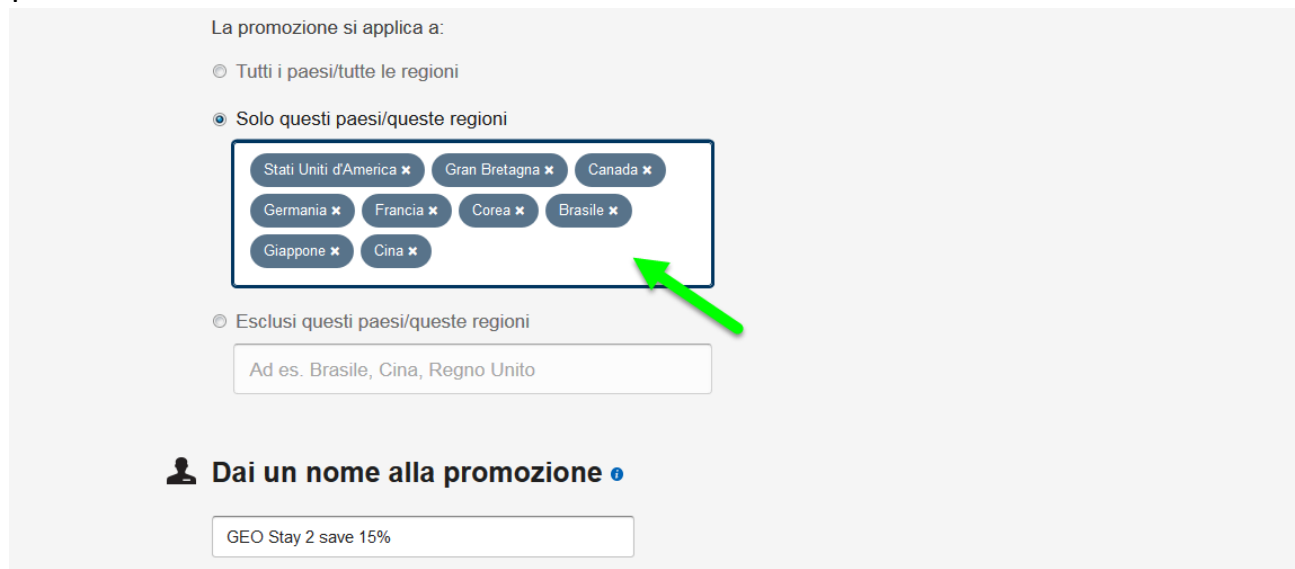 La promozione si applica a:
Tutti i paesi/tutte le regioni
Solo questi paesi/queste regioni
Stati Uniti d'America × Gran Bretagna × Canada ×
Germania × Francia × Corea × Brasile ×
Giappone × Cina ×
Esclusi questi paesi/queste regioni
Ad es. Brasile, Cina, Regno Unito
Dai un nome alla promozione
GEO Stay 2 save 15%